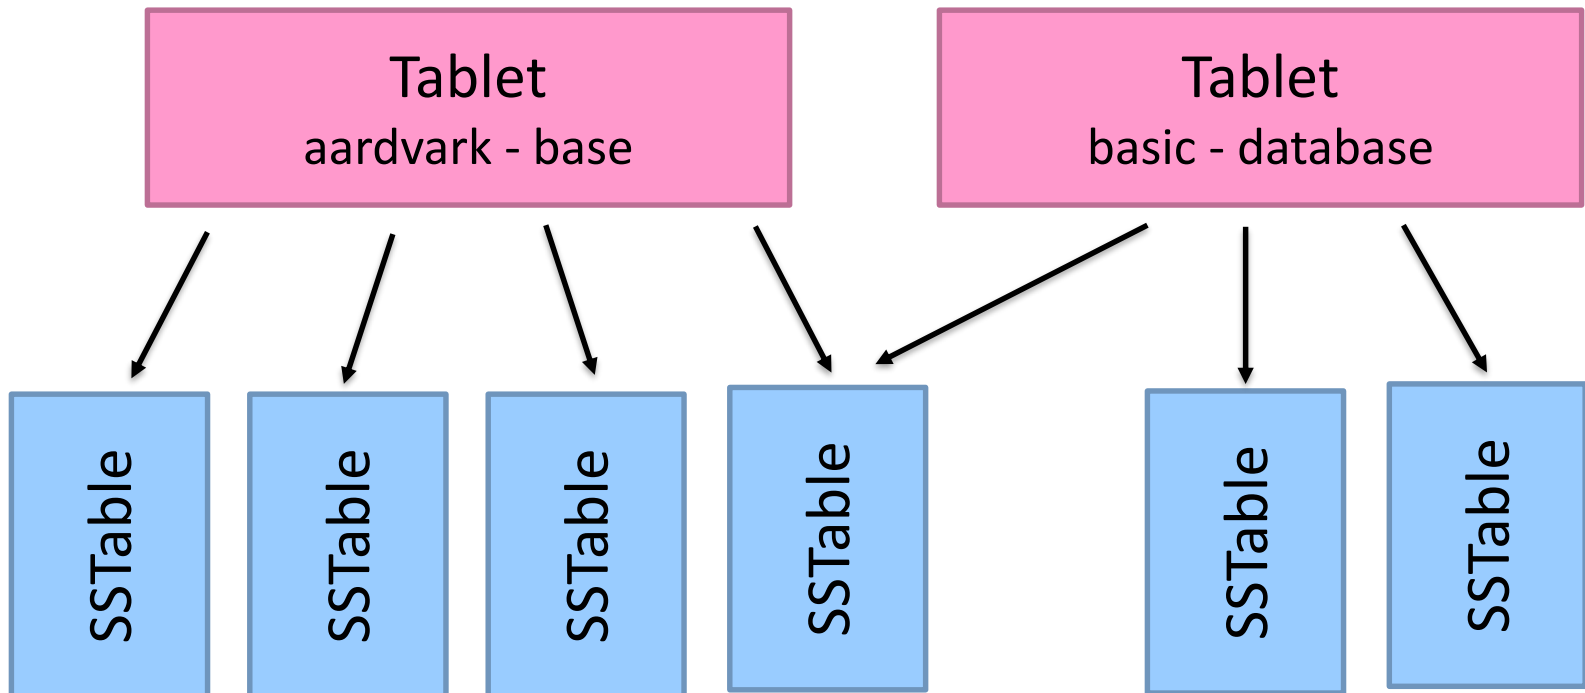 Tablet
aardvark - base
Tablet
basic - database
SSTable
SSTable
SSTable
SSTable
SSTable
SSTable